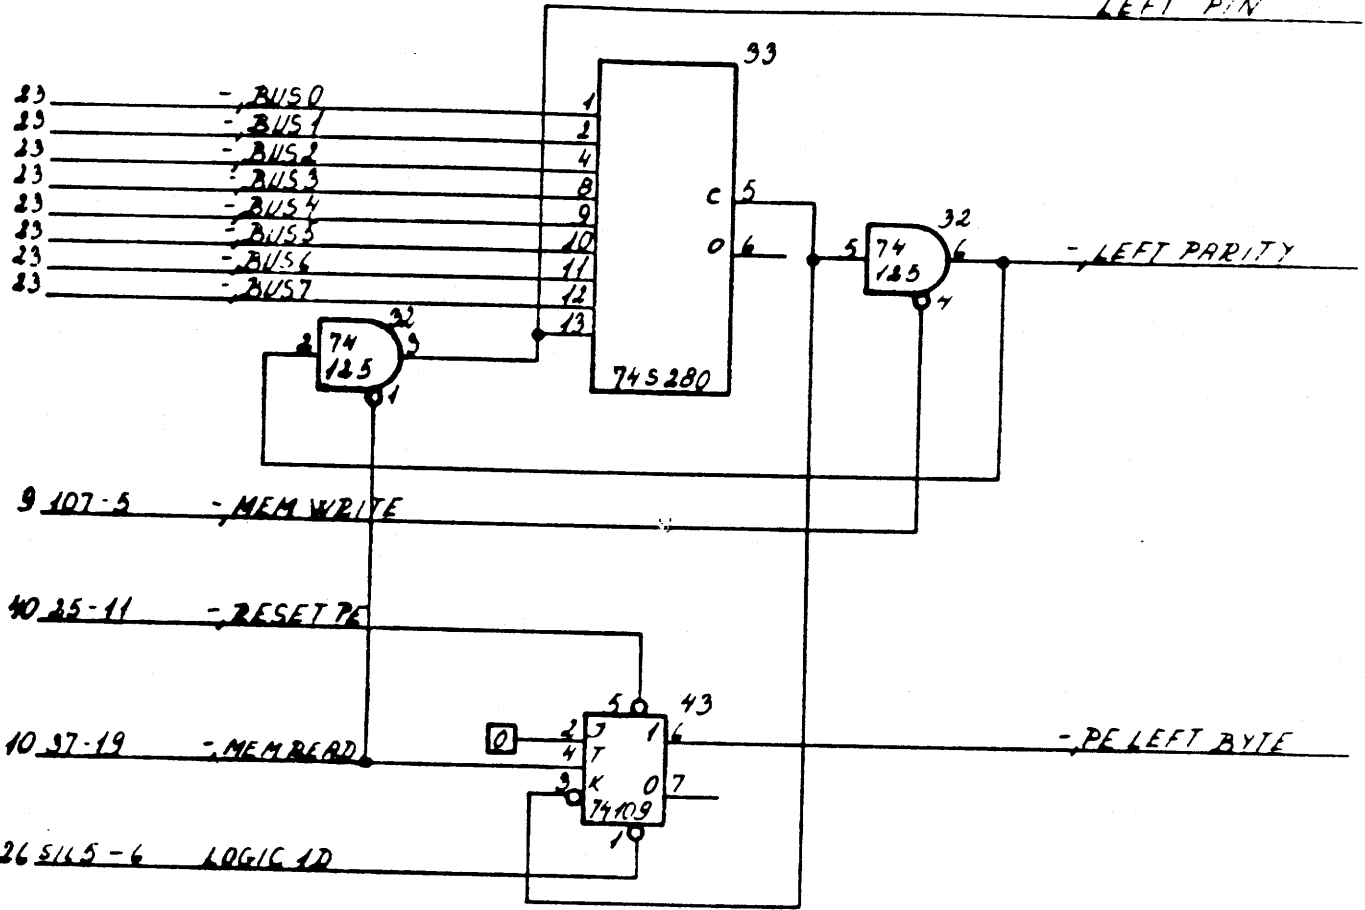 LEFT PIN
33
23 -,BUS0 1
23 -,BUS1 2
23 -,BUS2 4
23 -,BUS3 8
23 -,BUS4 9
23 -,BUS5 10
23 -,BUS6 11
23 -,BUS7 12
13
C 5
O 6
74S280
32
5 74 125 6
4
-,LEFT PARITY
32
2 74 125 3
1
9 107-5 -,MEM WRITE
40 25-11 -,RESET PE
5 43
0 2 J 1 6
-,PE LEFT BYTE
10 37-19 -,MEM READ 4 T
3 K O 7
74109
1
26 5-6 LOGIC 1D